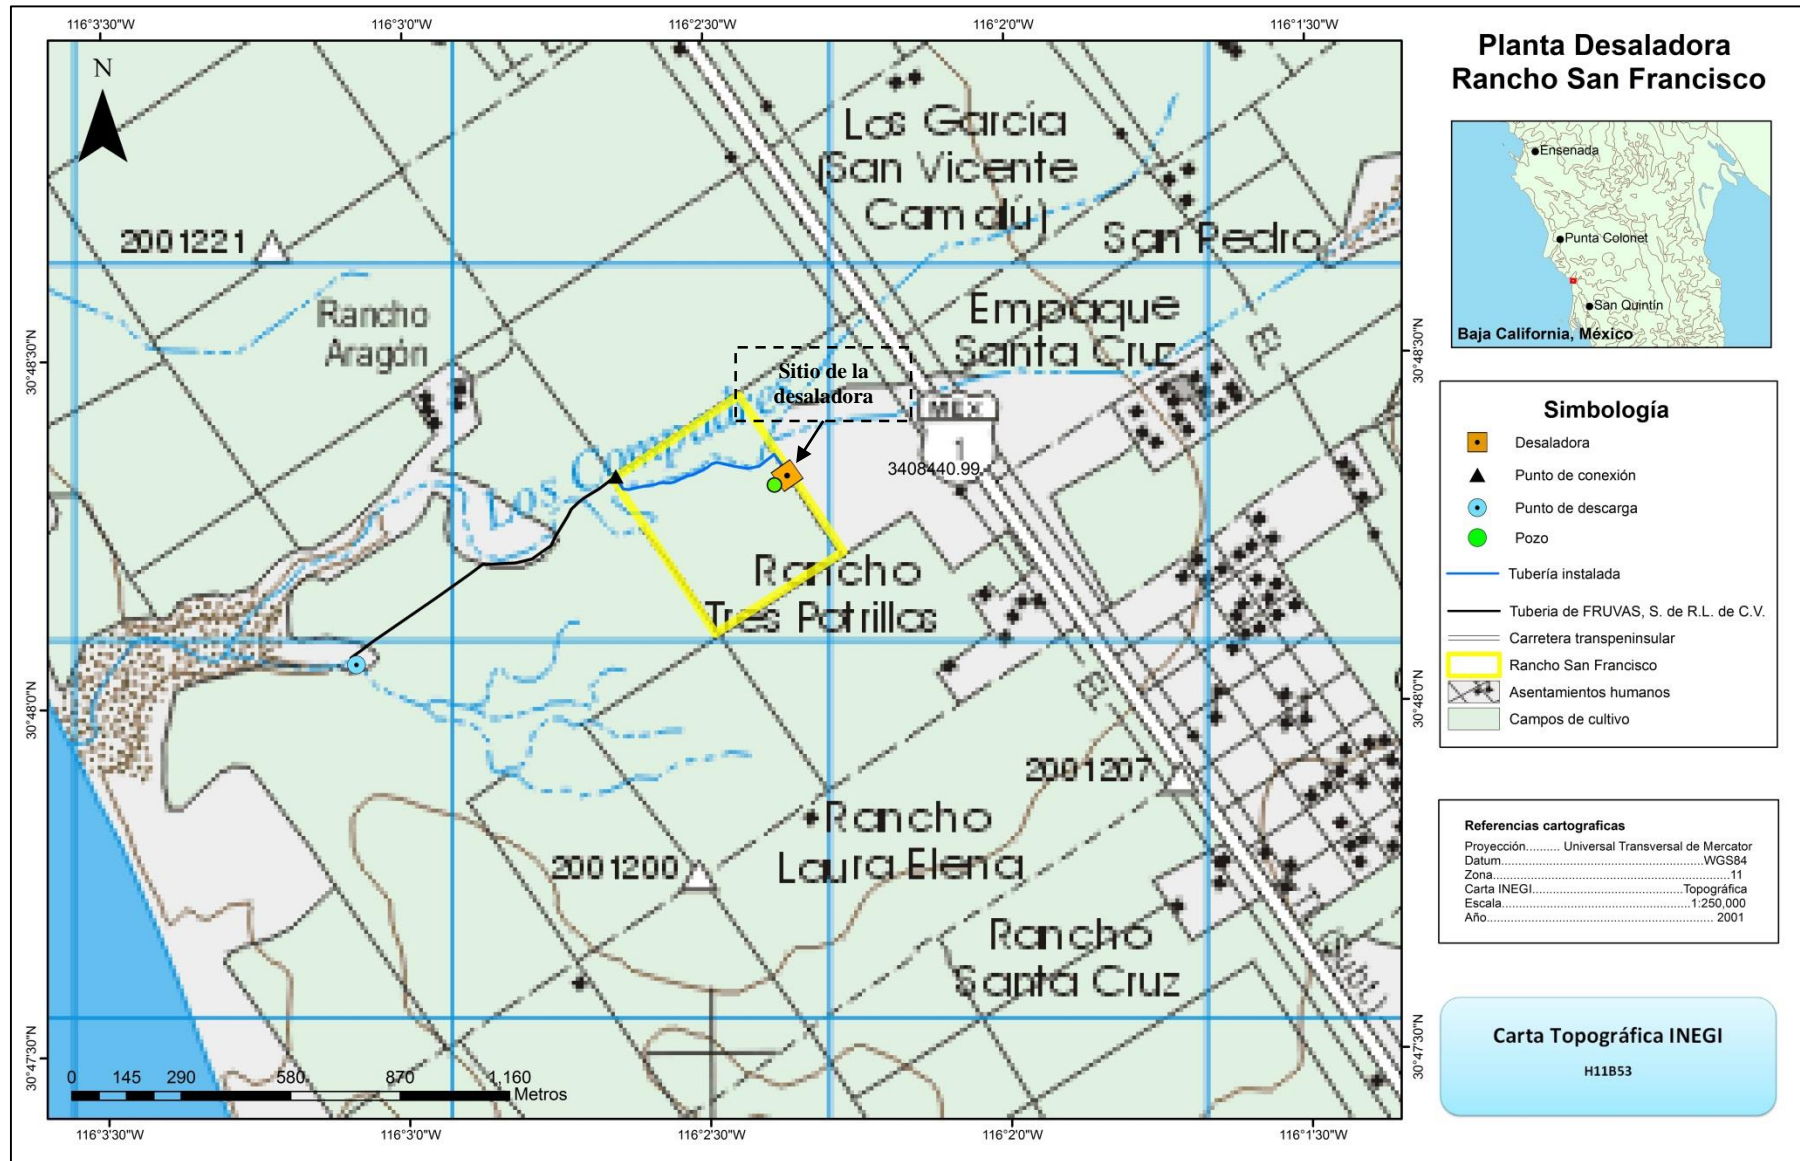 116°3'30"W
116°3'0"W
116°2'30"W
116°2'0"W
116°1'30"W
N
Los García
(San Vicente
Camalú)
San Pedro
2001221
Rancho
Aragón
Empaque
Santa Cruz
EL
30°48'30"N
30°48'30"N
Sitio de la
desaladora
MEX
1
3408440.99
Los Compadres
Rancho
Tres Potrillos
EL
30°48'0"N
30°48'0"N
2001207
Rancho
Laura Elena
2001200
Rancho
Santa Cruz
30°47'30"N
30°47'30"N
0 145 290 580 870 1,160
Metros
116°3'30"W
116°3'0"W
116°2'30"W
116°2'0"W
116°1'30"W
Planta Desaladora
Rancho San Francisco
Ensenada
Punta Colonet
San Quintín
Baja California, México
Simbología
Desaladora
Punto de conexión
Punto de descarga
Pozo
Tubería instalada
Tuberia de FRUVAS, S. de R.L. de C.V.
Carretera transpeninsular
Rancho San Francisco
Asentamientos humanos
Campos de cultivo
Referencias cartograficas
Proyección.......... Universal Transversal de Mercator
Datum......................................................WGS84
Zona...............................................................11
Carta INEGI........................................Topográfica
Escala..................................................1:250,000
Año............................................................ 2001
Carta Topográfica INEGI
H11B53